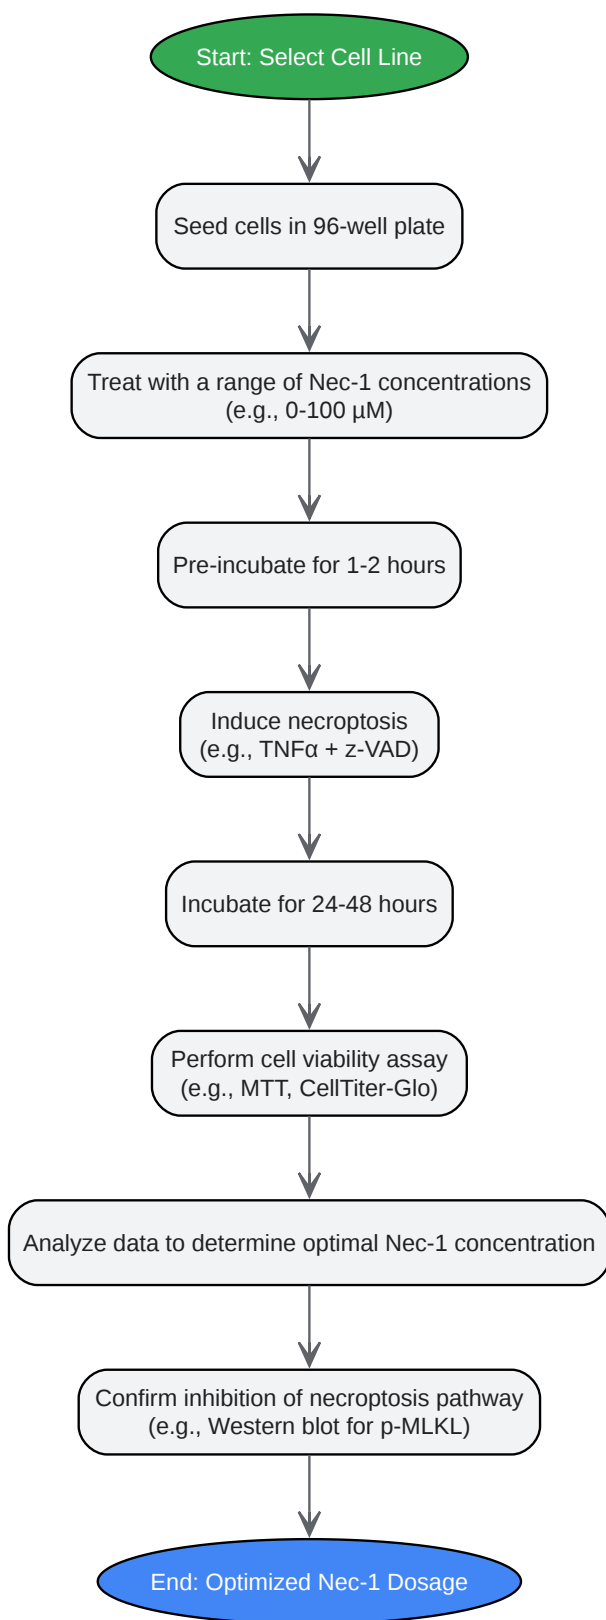 Start: Select Cell Line
Seed cells in 96-well plate
Treat with a range of Nec-1 concentrations
(e.g., 0-100 µM)
Pre-incubate for 1-2 hours
Induce necroptosis
(e.g., TNFα + z-VAD)
Incubate for 24-48 hours
Perform cell viability assay
(e.g., MTT, CellTiter-Glo)
Analyze data to determine optimal Nec-1 concentration
Confirm inhibition of necroptosis pathway
(e.g., Western blot for p-MLKL)
End: Optimized Nec-1 Dosage